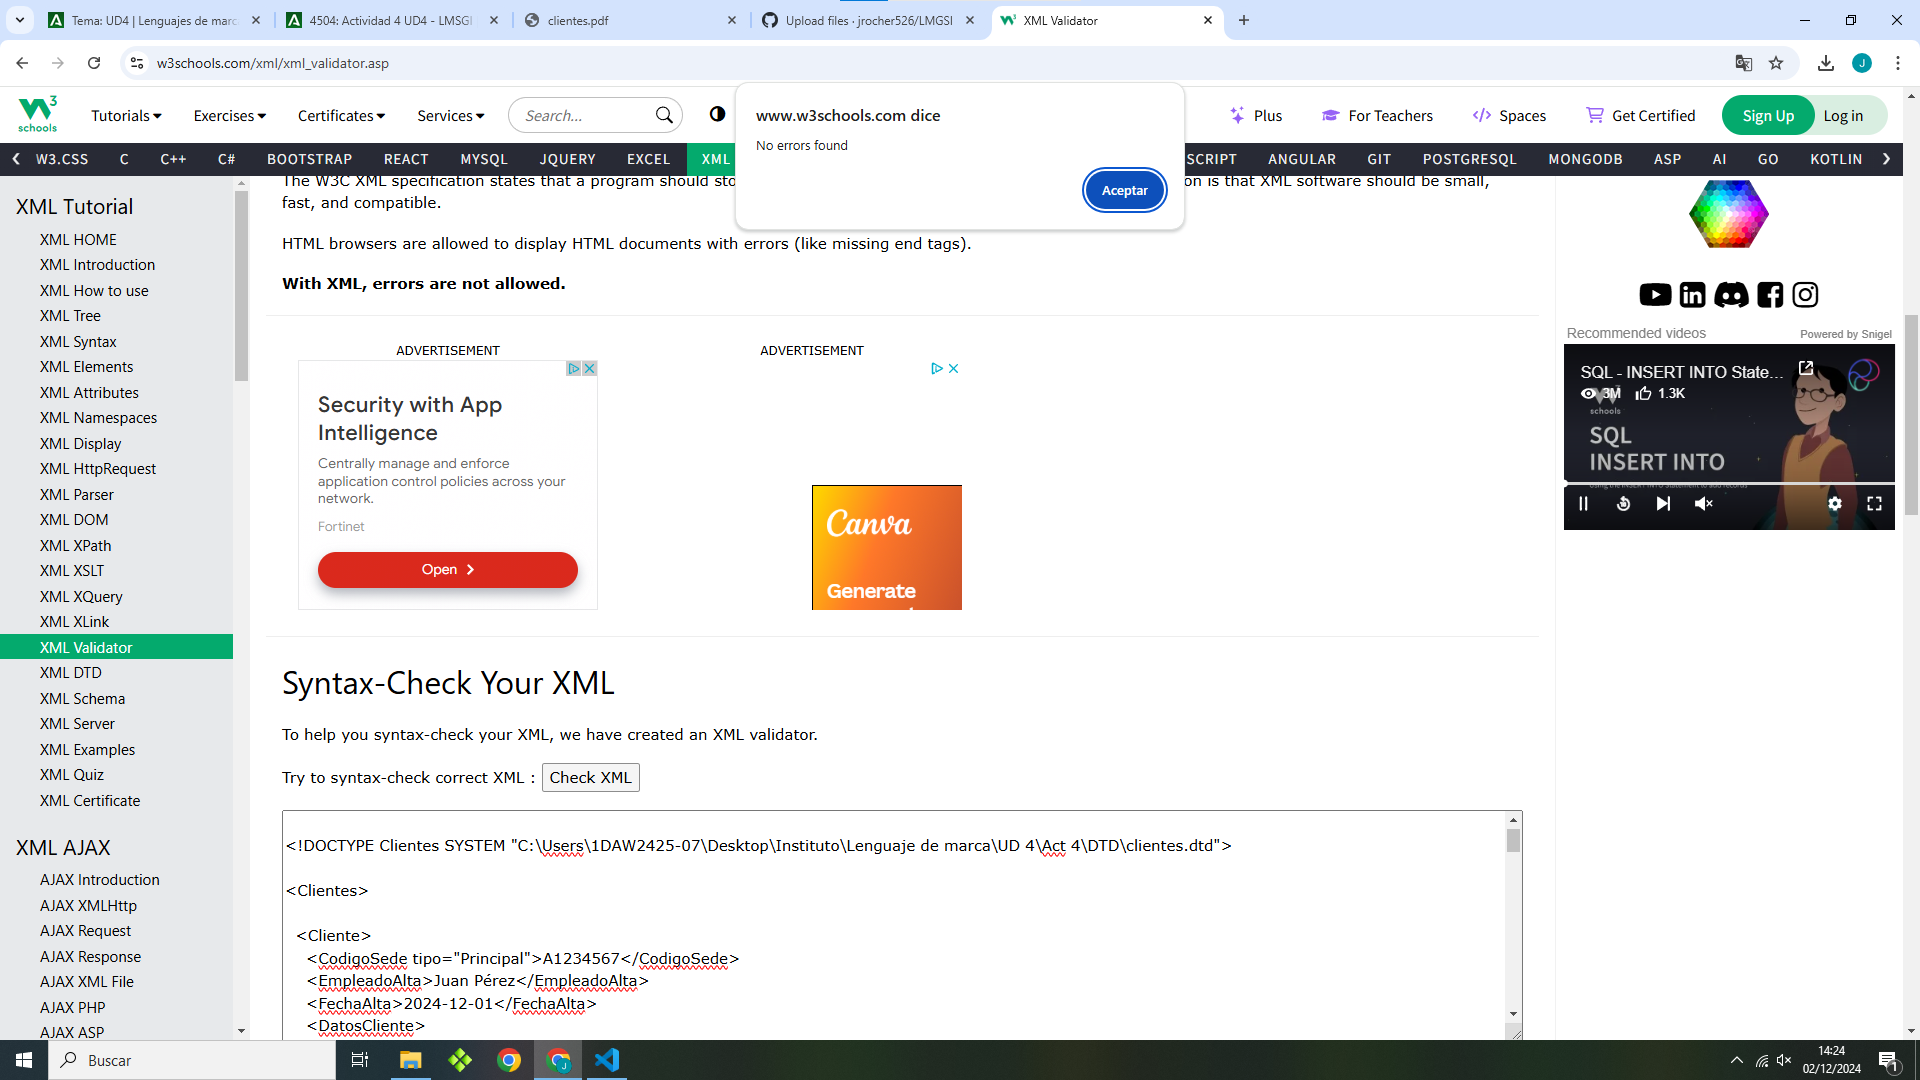 Tema: UD4 | Lenguajes de marc
4504: Actividad 4 UD4 - LMSGI
clientes.pdf
Upload files · jrocher526/LMGSI
XML Validator
w3schools.com/xml/xml_validator.asp
J
schools
Tutorials
Exercises
Certificates
Services
Search...
Plus
For Teachers
Spaces
Get Certified
Sign Up
Log in
www.w3schools.com dice
No errors found
Aceptar
W3.CSS
C
C++
C#
BOOTSTRAP
REACT
MYSQL
JQUERY
EXCEL
XML
SCRIPT
ANGULAR
GIT
POSTGRESQL
MONGODB
ASP
AI
GO
KOTLIN
XML Tutorial
XML HOME
XML Introduction
XML How to use
XML Tree
XML Syntax
XML Elements
XML Attributes
XML Namespaces
XML Display
XML HttpRequest
XML Parser
XML DOM
XML XPath
XML XSLT
XML XQuery
XML XLink
XML Validator
XML DTD
XML Schema
XML Server
XML Examples
XML Quiz
XML Certificate
XML AJAX
AJAX Introduction
AJAX XMLHttp
AJAX Request
AJAX Response
AJAX XML File
AJAX PHP
AJAX ASP
The W3C XML specification states that a program should sto
on is that XML software should be small,
fast, and compatible.
HTML browsers are allowed to display HTML documents with errors (like missing end tags).
With XML, errors are not allowed.
ADVERTISEMENT
Security with App
Intelligence
Centrally manage and enforce
application control policies across your
network.
Fortinet
Open
ADVERTISEMENT
Canva
Generate
Syntax-Check Your XML
To help you syntax-check your XML, we have created an XML validator.
Try to syntax-check correct XML : Check XML
<!DOCTYPE Clientes SYSTEM "C:\Users\1DAW2425-07\Desktop\Instituto\Lenguaje de marca\UD 4\Act 4\DTD\clientes.dtd">
<Clientes>
<Cliente>
<CodigoSede tipo="Principal">A1234567</CodigoSede>
<EmpleadoAlta>Juan Pérez</EmpleadoAlta>
<FechaAlta>2024-12-01</FechaAlta>
<DatosCliente>
Recommended videos
Powered by Snigel
SQL - INSERT INTO State...
3M
1.3K
schools
SQL
INSERT INTO
Using the INSERT INTO statement to add records
Buscar
J
14:24
02/12/2024
1